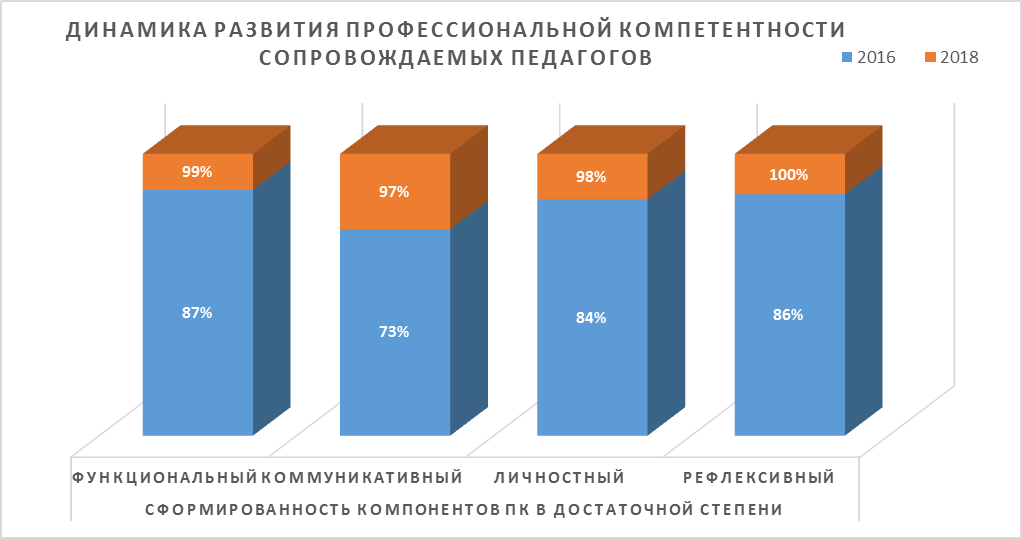 ДИНАМИКА РАЗВИТИЯ ПРОФЕССИОНАЛЬНОЙ КОМПЕТЕНТНОСТИ
СОПРОВОЖДАЕМЫХ ПЕДАГОГОВ
2016 2018
99% 97% 98% 100%
87% 73% 84% 86%
ФУНКЦИОНАЛЬНЫЙ КОММУНИКАТИВНЫЙ ЛИЧНОСТНЫЙ РЕФЛЕКСИВНЫЙ
СФОРМИРОВАННОСТЬ КОМПОНЕНТОВ ПК В ДОСТАТОЧНОЙ СТЕПЕНИ